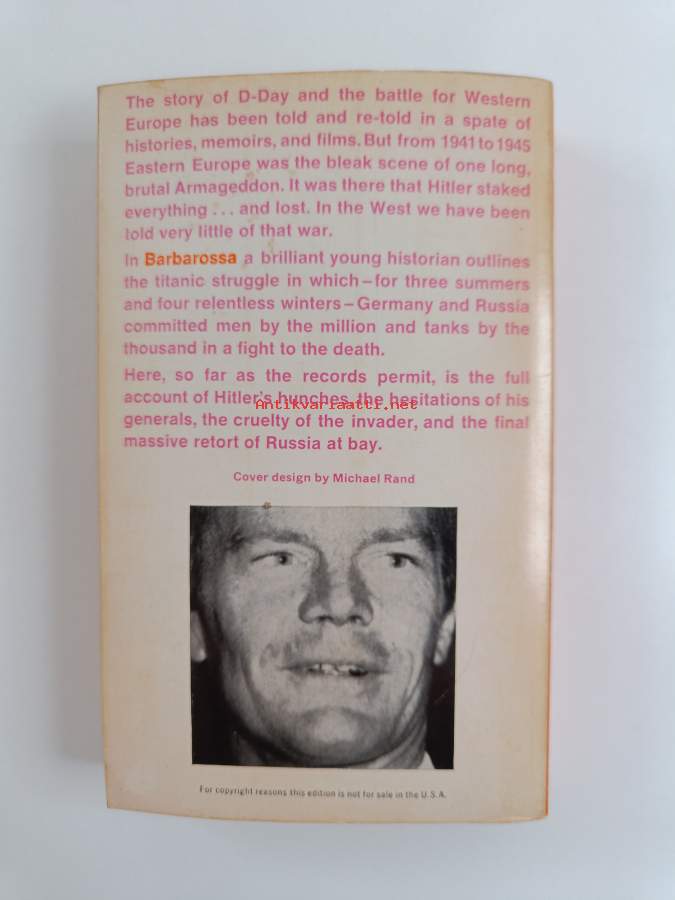 The story of D-Day and the battle for Western
Europe has been told and re-told in a spate of
histories, memoirs, and films. But from 1941 to 1945
Eastern Europe was the bleak scene of one long,
brutal Armageddon. It was there that Hitler staked
everything ... and lost. In the West we have been
told very little of that war.
In Barbarossa a brilliant young historian outlines
the titanic struggle in which–for three summers
and four relentless winters–Germany and Russia
committed men by the million and tanks by the
thousand in a fight to the death.
Here, so far as the records permit, is the full
account of Hitler's hunches, the hesitations of his
Antikvariaatti.net
generals, the cruelty of the invader, and the final
massive retort of Russia at bay.
Cover design by Michael Rand
For copyright reasons this edition is not for sale in the U.S.A.